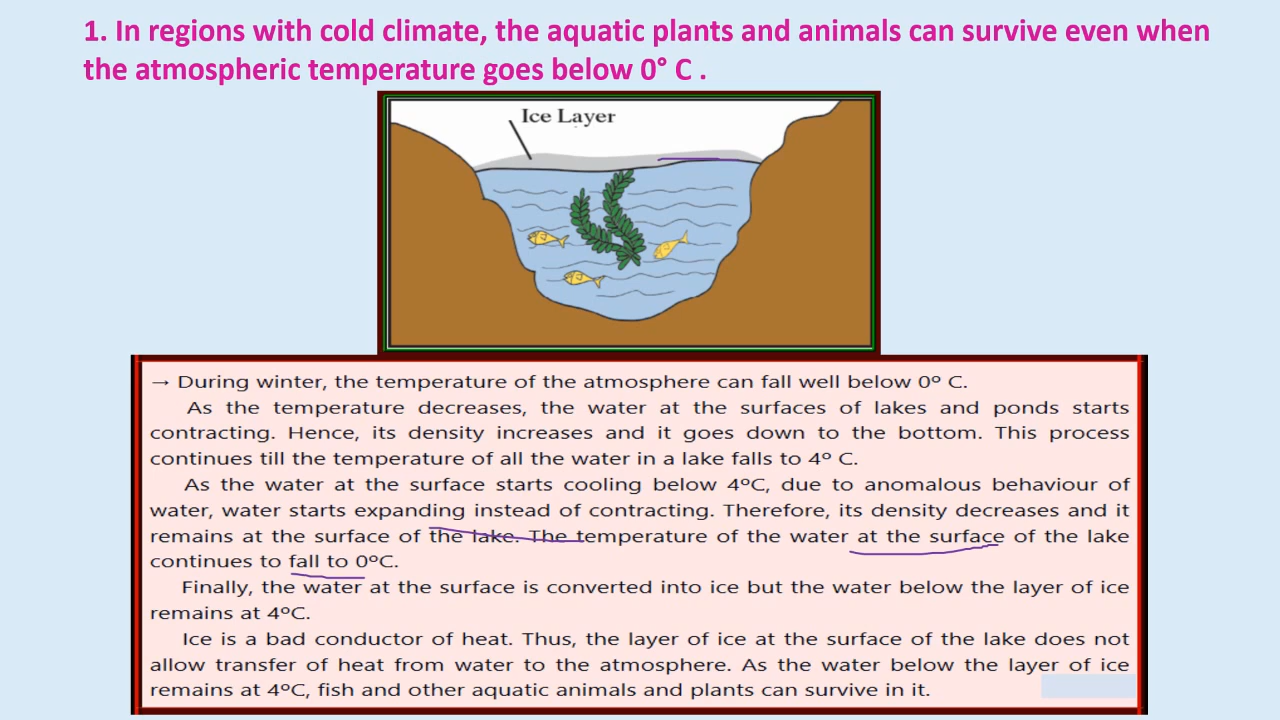 1. In regions with cold climate, the aquatic plants and animals can survive even when
the atmospheric temperature goes below 0° C .
Ice Layer
→ During winter, the temperature of the atmosphere can fall well below 0º C.
As the temperature decreases, the water at the surfaces of lakes and ponds starts
contracting. Hence, its density increases and it goes down to the bottom. This process
continues till the temperature of all the water in a lake falls to 4º C.
As the water at the surface starts cooling below 4ºC, due to anomalous behaviour of
water, water starts expanding instead of contracting. Therefore, its density decreases and it
remains at the surface of the lake. The temperature of the water at the surface of the lake
continues to fall to 0ºC.
Finally, the water at the surface is converted into ice but the water below the layer of ice
remains at 4ºC.
Ice is a bad conductor of heat. Thus, the layer of ice at the surface of the lake does not
allow transfer of heat from water to the atmosphere. As the water below the layer of ice
remains at 4ºC, fish and other aquatic animals and plants can survive in it.